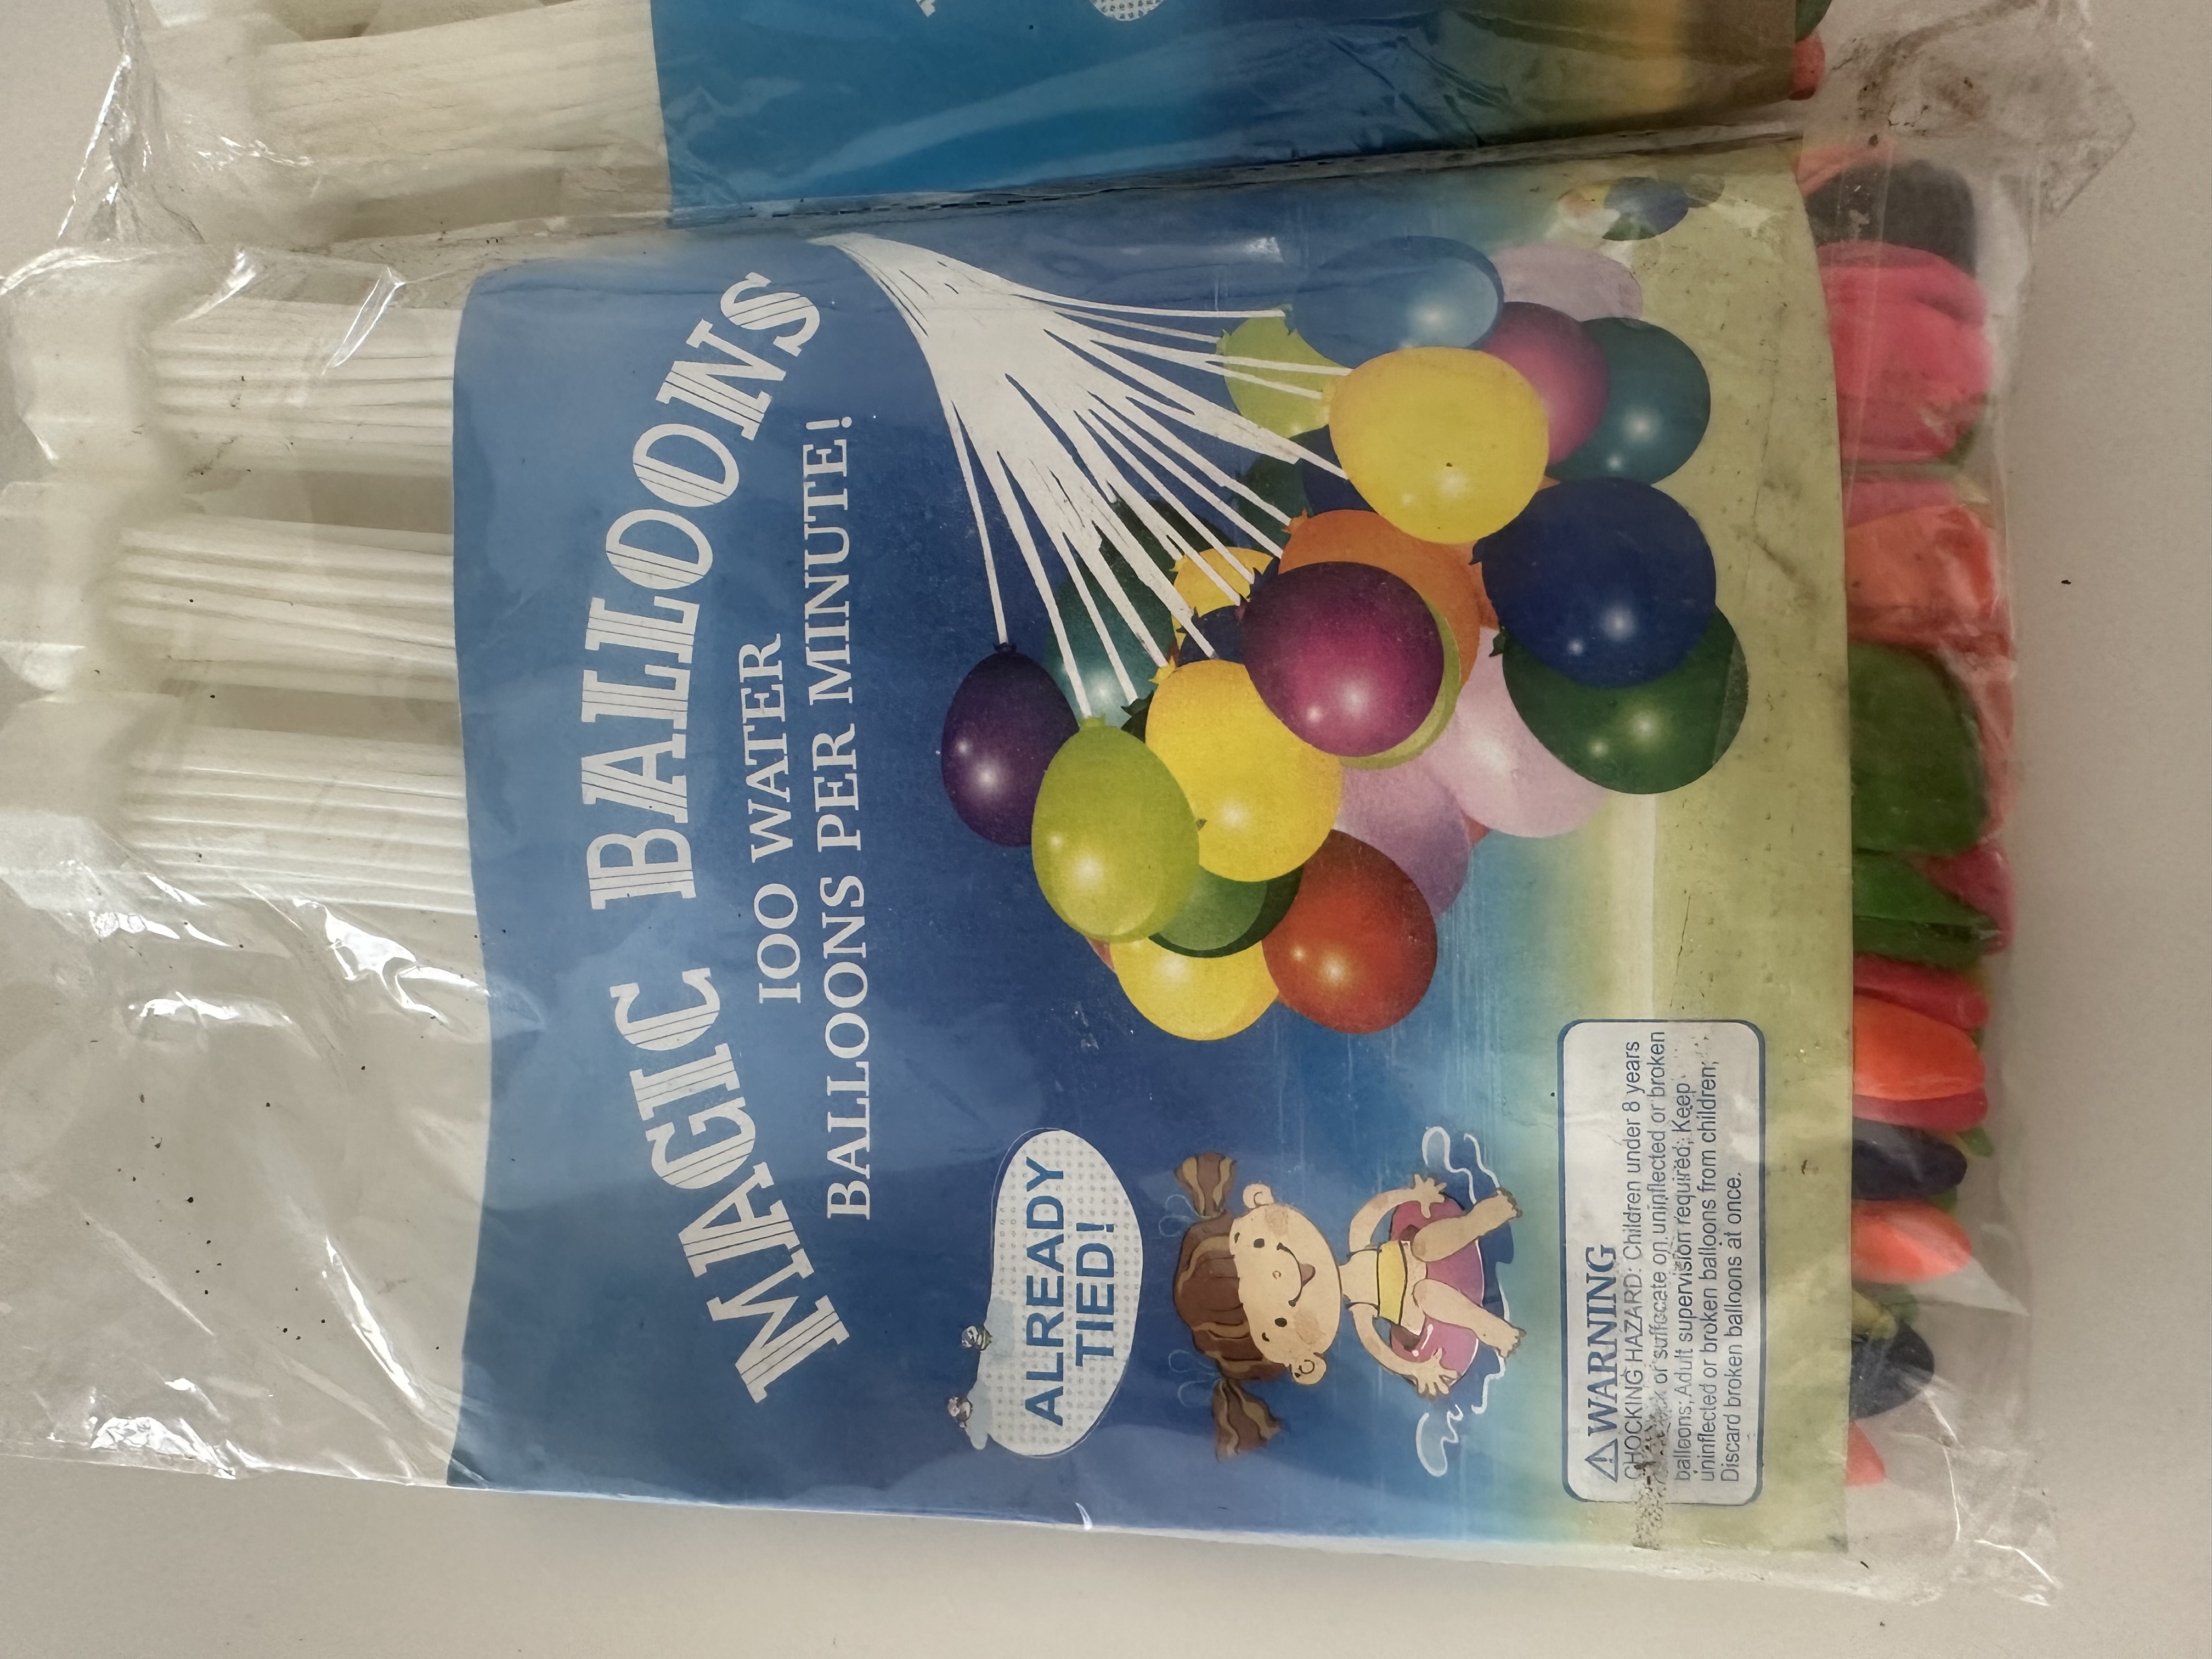 MAGIC BALLOONS
100 WATER
BALLOONS PER MINUTE!
ALREADY
TIED!
WARNING
CHOCKING HAZARD: Children under 8 years
or suffocate on uninflected or broken
balloons; Adult supervision required; Keep
uninflected or broken balloons from children;
Discard broken balloons at once.